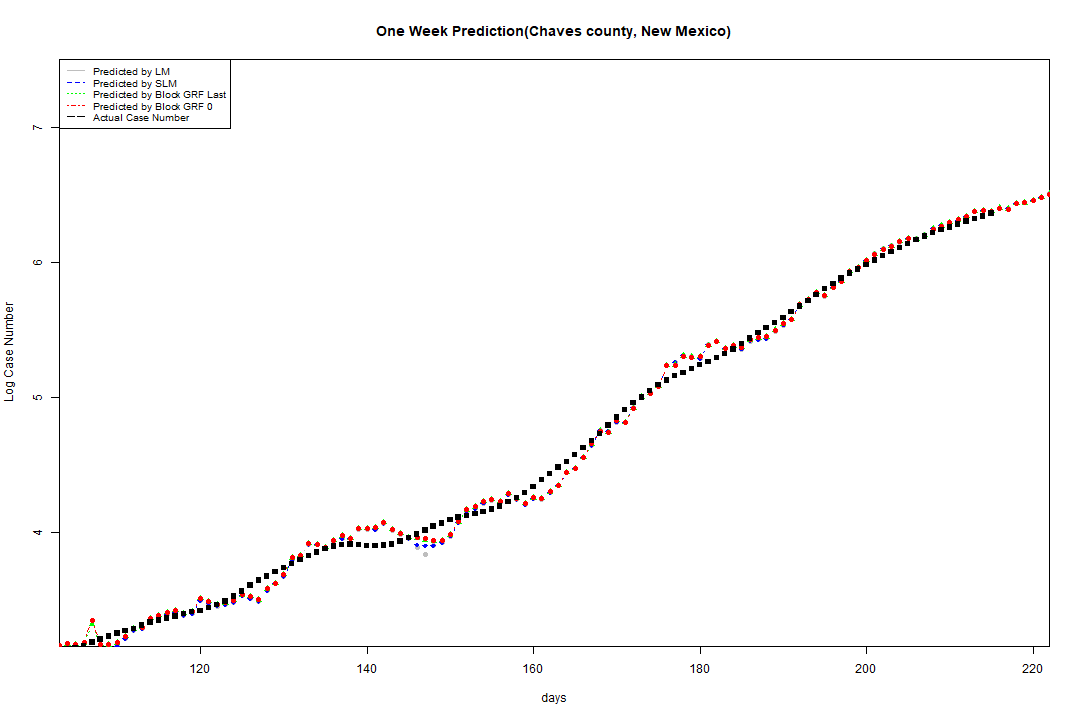 One Week Prediction(Chaves county, New Mexico)
Predicted by LM
Predicted by SLM
Predicted by Block GRF Last
Predicted by Block GRF 0
Actual Case Number
7
6
5
4
Log Case Number
120 140 160 180 200 220
days